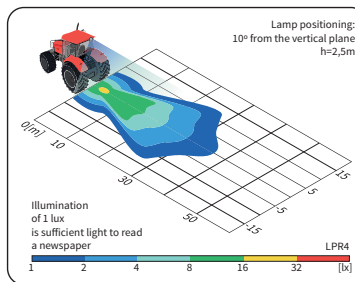 Lamp positioning:
10° from the vertical plane
h=2,5m
0[m]
10
30
50
-15
-5
5
15
Illumination
of 1 lux
is sufficient light to read
a newspaper
LPR4
1 2 4 8 16 32 [lx]